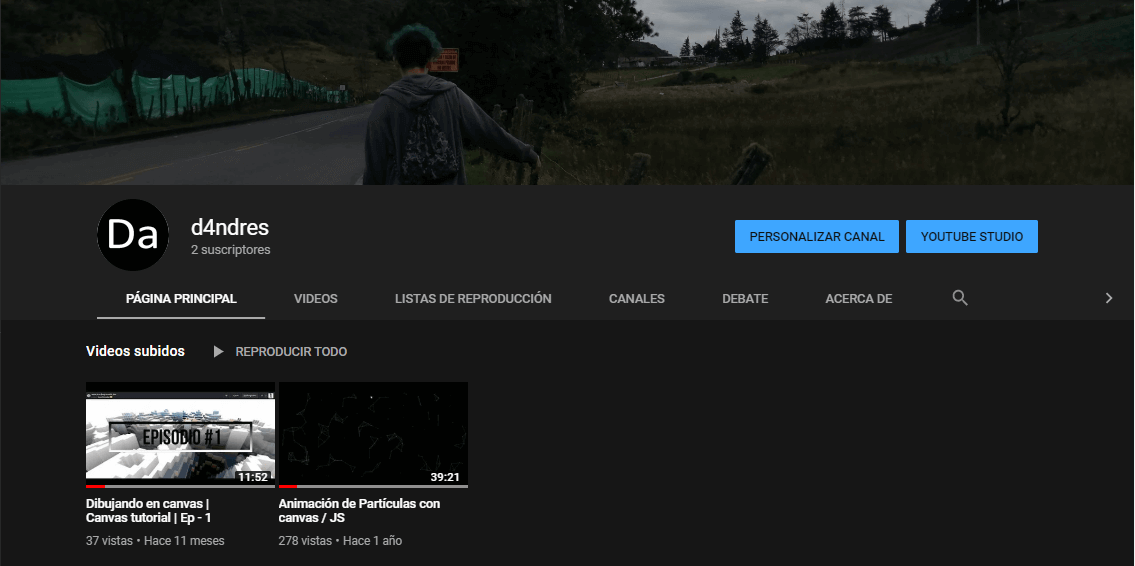 Da
d4ndres
2 suscriptores
PERSONALIZAR CANAL
YOUTUBE STUDIO
PÁGINA PRINCIPAL
VIDEOS
LISTAS DE REPRODUCCIÓN
CANALES
DEBATE
ACERCA DE
Videos subidos
REPRODUCIR TODO
EPISODIO #1
11:52
39:21
Dibujando en canvas |
Canvas tutorial | Ep - 1
37 vistas • Hace 11 meses
Animación de Partículas con
canvas / JS
278 vistas • Hace 1 año